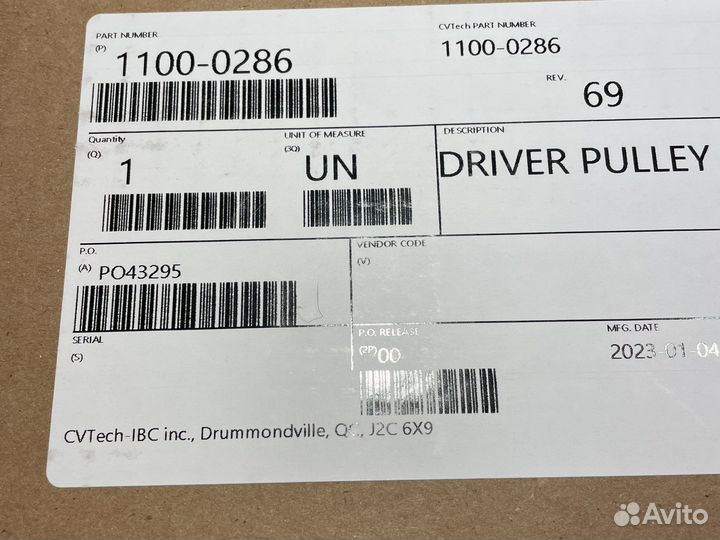 PART NUMBER
(P)
1100-0286
CVTech PART NUMBER
1100-0286
REV.
69
Quantity
(Q)
1
UNIT OF MEASURE
(3Q)
UN
DESCRIPTION
DRIVER PULLEY
P.O.
(A) PO43295
VENDOR CODE
(V)
SERIAL
(S)
P.O. RELEASE
(2P) 00
MFG. DATE
2023-01-04
CVTech-IBC inc., Drummondville, QC, J2C 6X9
Avito